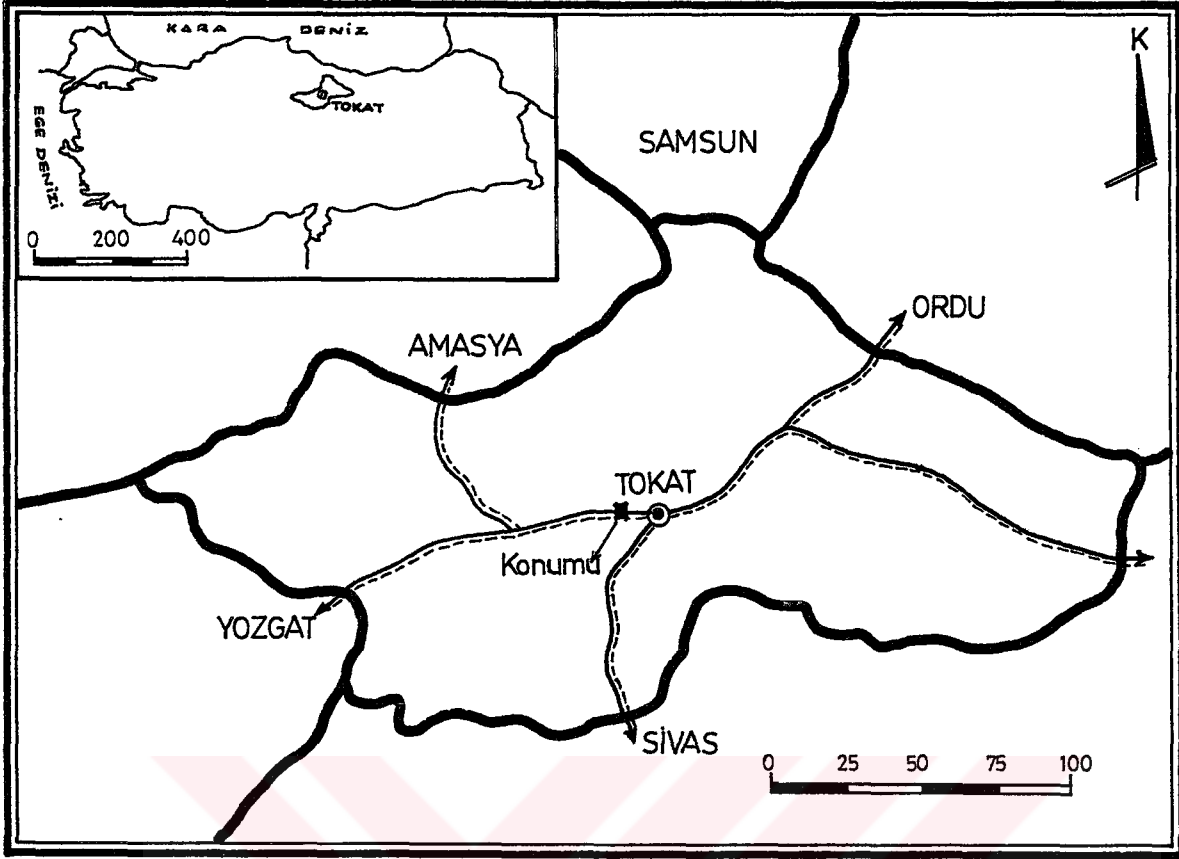 KARA DENİZ
EGE DENİZİ
TOKAT
0 200 400
K
SAMSUN
ORDU
AMASYA
TOKAT
Konumu
YOZGAT
SİVAS
0 25 50 75 100